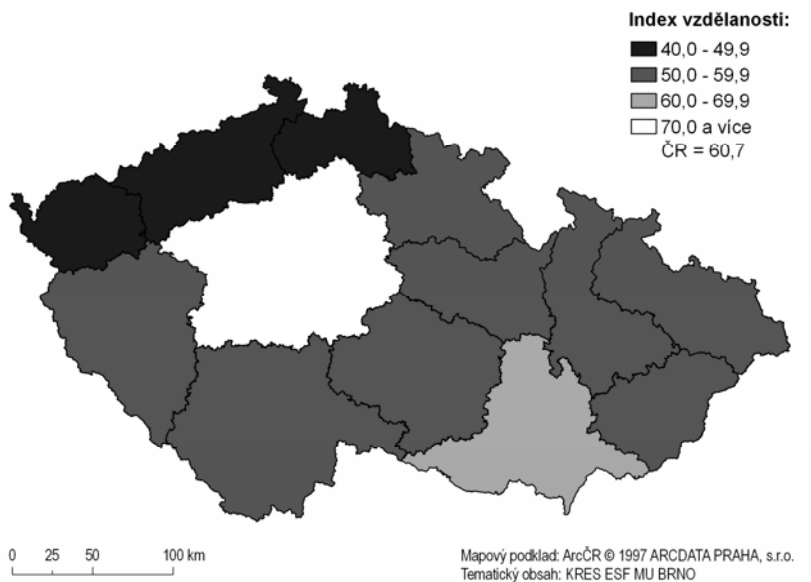 Index vzdělanosti:
40,0 - 49,9
50,0 - 59,9
60,0 - 69,9
70,0 a více
ČR = 60,7
0 25 50 100 km
Mapový podklad: ArcČR © 1997 ARCDATA PRAHA, s.r.o.
Tematický obsah: KRES ESF MU BRNO